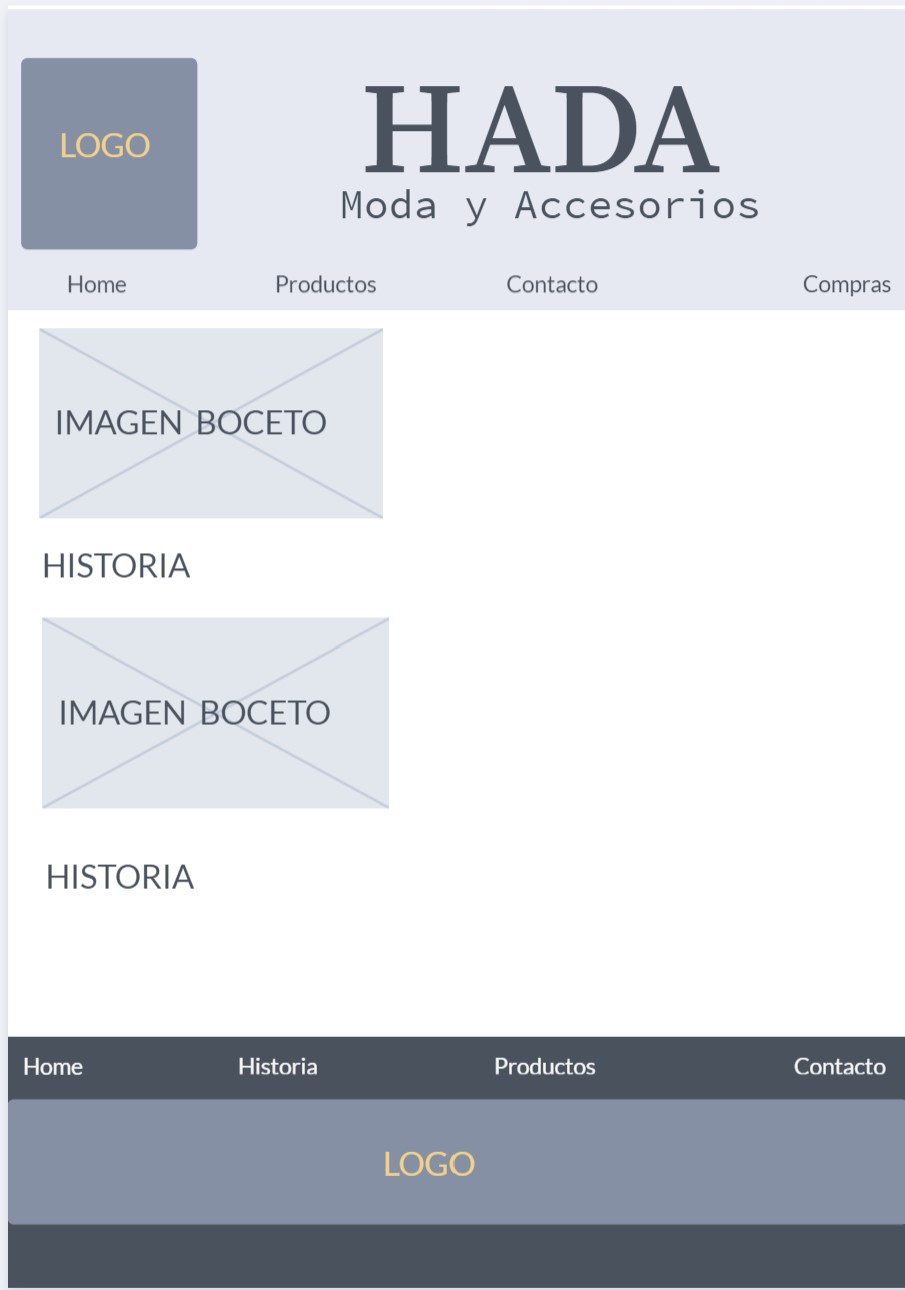 LOGO
HADA
Moda y Accesorios
Home Productos Contacto Compras
IMAGEN BOCETO
HISTORIA
IMAGEN BOCETO
HISTORIA
Home Historia Productos Contacto
LOGO